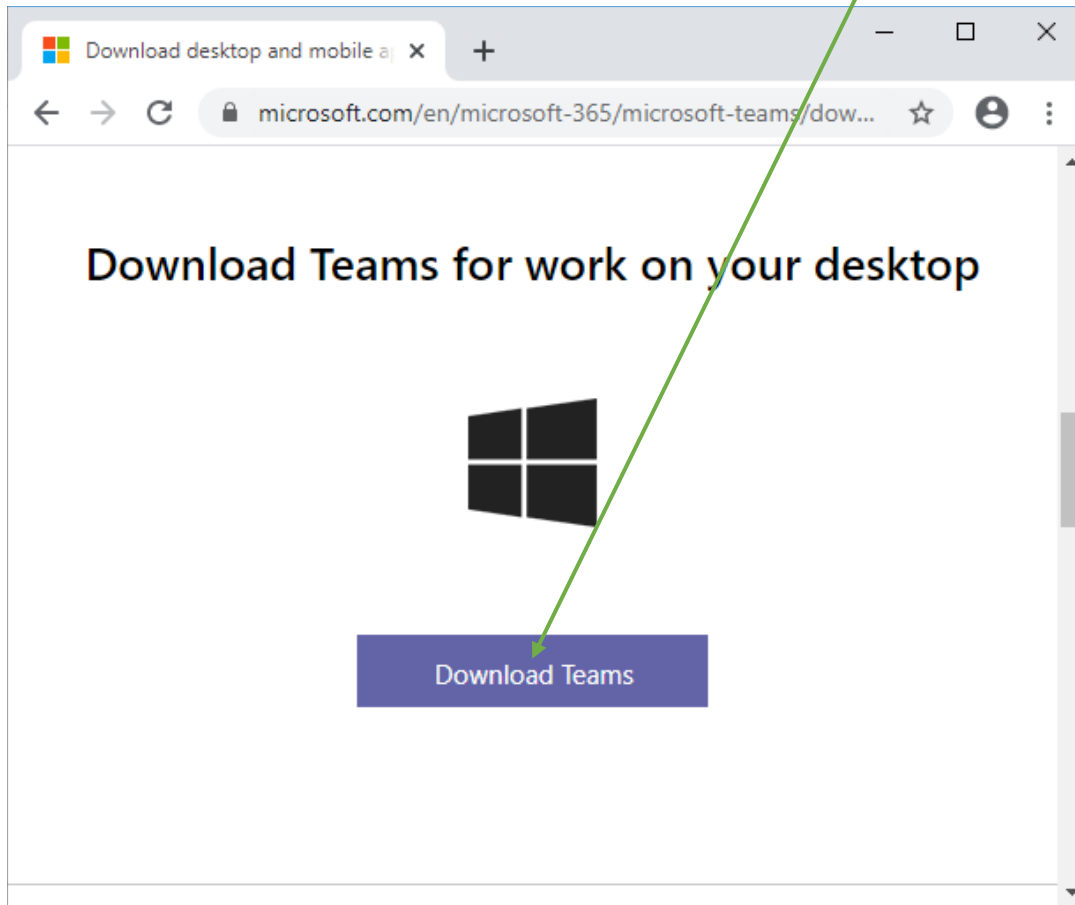 Download desktop and mobile a
microsoft.com/en/microsoft-365/microsoft-teams/dow...
Download Teams for work on your desktop
Download Teams